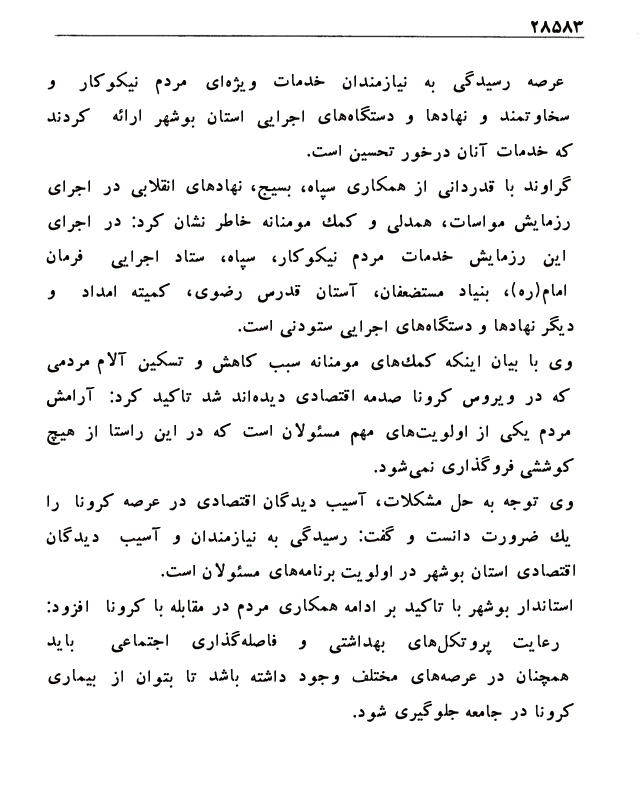 ۲۸۵۸۳
عرصه رسیدگی به نیازمندان خدمات ویژه‌ای مردم نیکوکار و
سخاوتمند و نهادها و دستگاه‌های اجرایی استان بوشهر ارائه کردند
که خدمات آنان درخور تحسین است.
گراوند با قدردانی از همکاری سپاه، بسیج، نهادهای انقلابی در اجرای
رزمایش مواسات، همدلی و کمك مومنانه خاطر نشان کرد: در اجرای
این رزمایش خدمات مردم نیکوکار، سپاه، ستاد اجرایی فرمان
امام(ره)، بنیاد مستضعفان، آستان قدرس رضوی، کمیته امداد و
دیگر نهادها و دستگاه‌های اجرایی ستودنی است.
وی با بیان اینکه کمك‌های مومنانه سبب کاهش و تسکین آلام مردمی
که در ویروس کرونا صدمه اقتصادی دیده‌اند شد تاکید کرد: آرامش
مردم یکی از اولویت‌های مهم مسئولان است که در این راستا از هیچ
کوششی فروگذاری نمی‌شود.
وی توجه به حل مشکلات، آسیب دیدگان اقتصادی در عرصه کرونا را
یك ضرورت دانست و گفت: رسیدگی به نیازمندان و آسیب دیدگان
اقتصادی استان بوشهر در اولویت برنامه‌های مسئولان است.
استاندار بوشهر با تاکید بر ادامه همکاری مردم در مقابله با کرونا افزود:
رعایت پروتکل‌های بهداشتی و فاصله‌گذاری اجتماعی باید
همچنان در عرصه‌های مختلف وجود داشته باشد تا بتوان از بیماری
کرونا در جامعه جلوگیری شود.